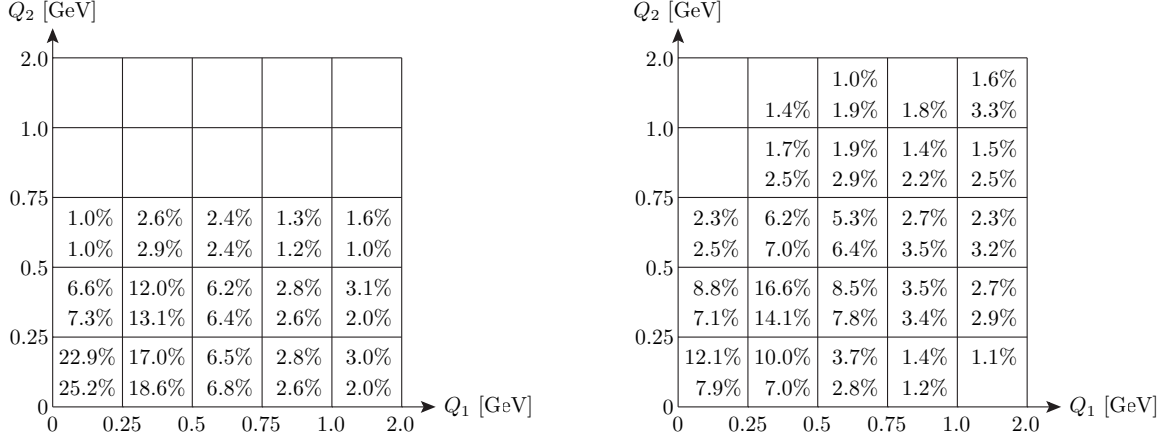 Q2 [GeV]
2.0
1.0
0.75
1.0% 2.6% 2.4% 1.3% 1.6%
1.0% 2.9% 2.4% 1.2% 1.0%
0.5
6.6% 12.0% 6.2% 2.8% 3.1%
7.3% 13.1% 6.4% 2.6% 2.0%
0.25
22.9% 17.0% 6.5% 2.8% 3.0%
25.2% 18.6% 6.8% 2.6% 2.0%
0
Q1 [GeV]
0 0.25 0.5 0.75 1.0 2.0
Q2 [GeV]
2.0
1.0% 1.6%
1.4% 1.9% 1.8% 3.3%
1.0
1.7% 1.9% 1.4% 1.5%
2.5% 2.9% 2.2% 2.5%
0.75
2.3% 6.2% 5.3% 2.7% 2.3%
2.5% 7.0% 6.4% 3.5% 3.2%
0.5
8.8% 16.6% 8.5% 3.5% 2.7%
7.1% 14.1% 7.8% 3.4% 2.9%
0.25
12.1% 10.0% 3.7% 1.4% 1.1%
7.9% 7.0% 2.8% 1.2%
0
Q1 [GeV]
0 0.25 0.5 0.75 1.0 2.0